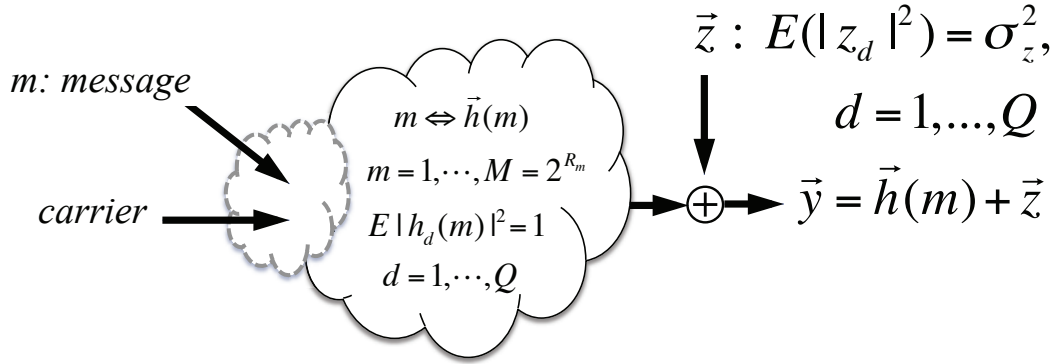 m: message
carrier
m ⇔ h⃗(m)
m = 1,⋯, M = 2^{R_m}
E | h_d(m) |² = 1
d = 1,⋯, Q
z⃗ : E(| z_d |²) = σ_z²,
d = 1,..., Q
y⃗ = h⃗(m) + z⃗